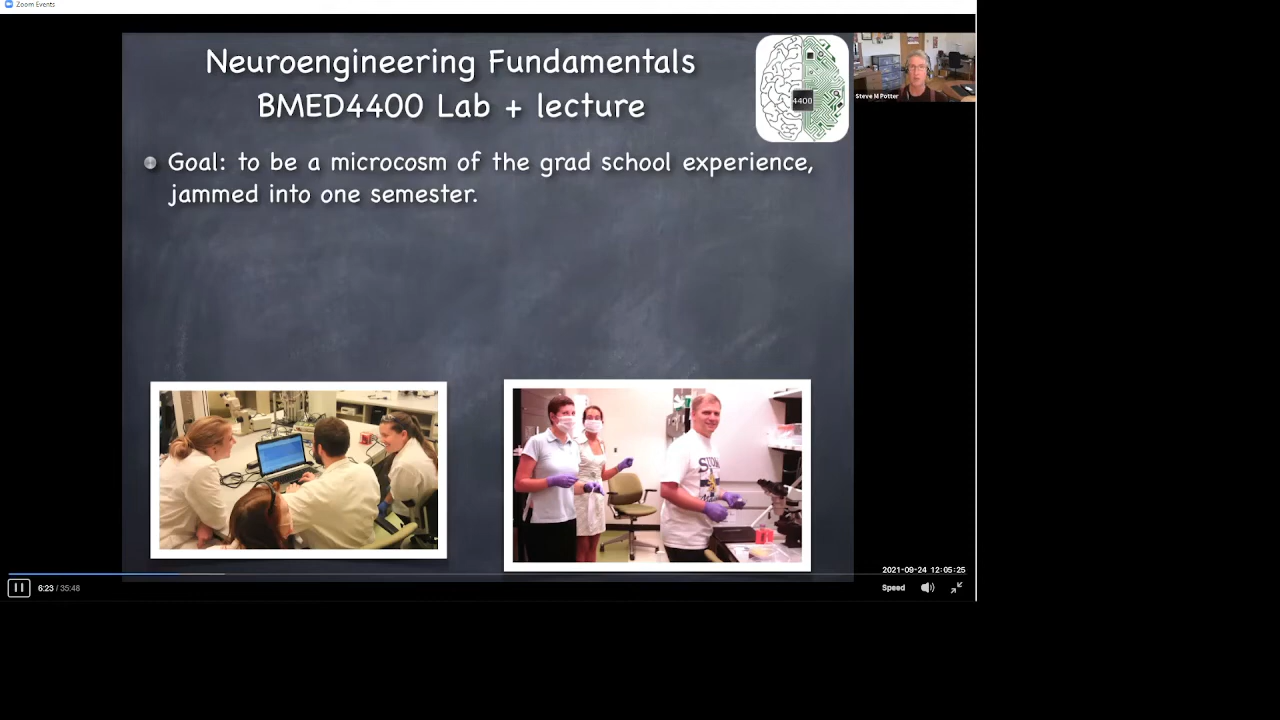 Zoom Events
Neuroengineering Fundamentals
BMED4400 Lab + lecture
4400
Steve M Potter
Goal: to be a microcosm of the grad school experience,
jammed into one semester.
2021-09-24 12:05:25
6:23 / 35:48
Speed